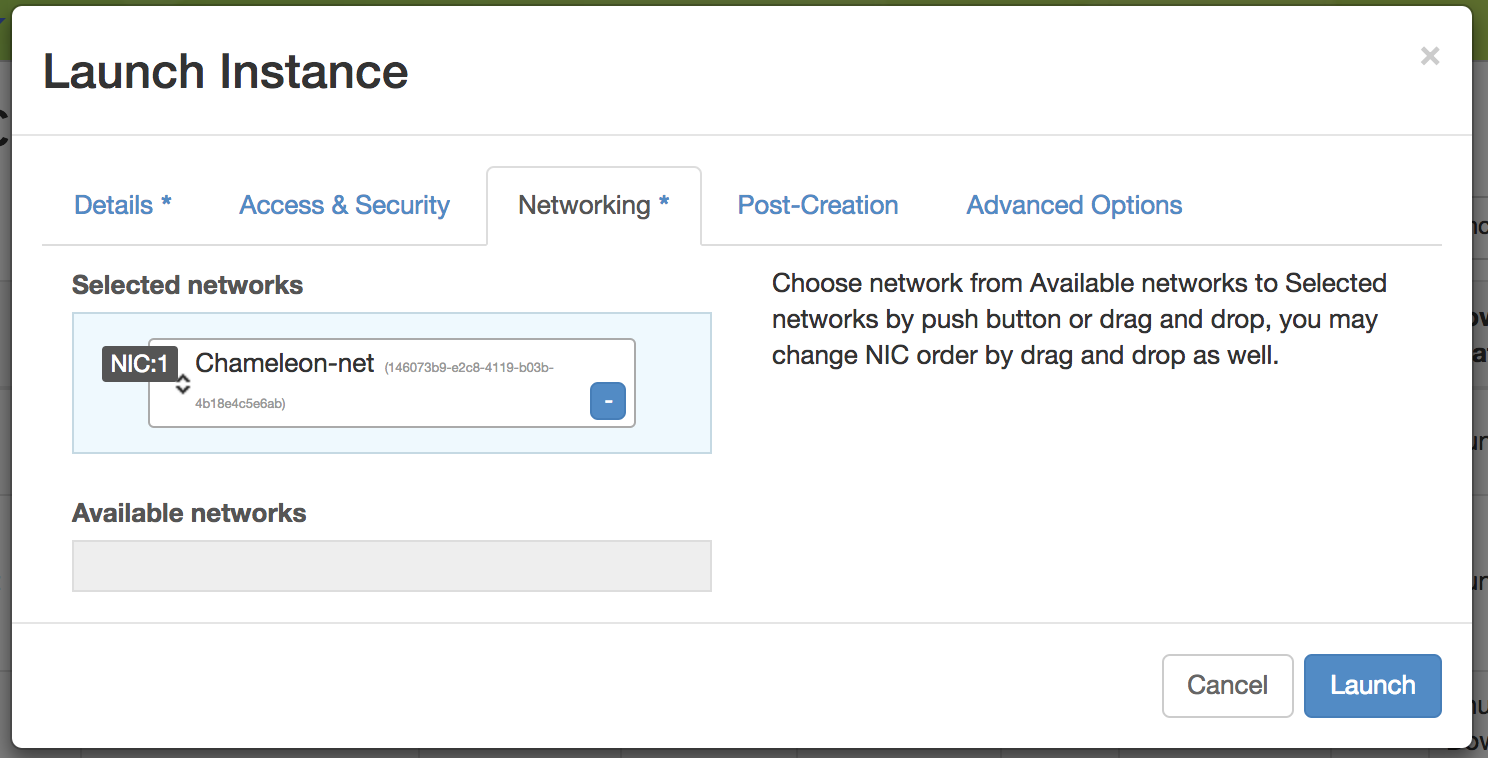 Launch Instance
×
Details *
Access & Security
Networking *
Post-Creation
Advanced Options
Selected networks
NIC:1
Chameleon-net (146073b9-e2c8-4119-b03b-
4b18e4c5e6ab)
-
Choose network from Available networks to Selected
networks by push button or drag and drop, you may
change NIC order by drag and drop as well.
Available networks
Cancel
Launch